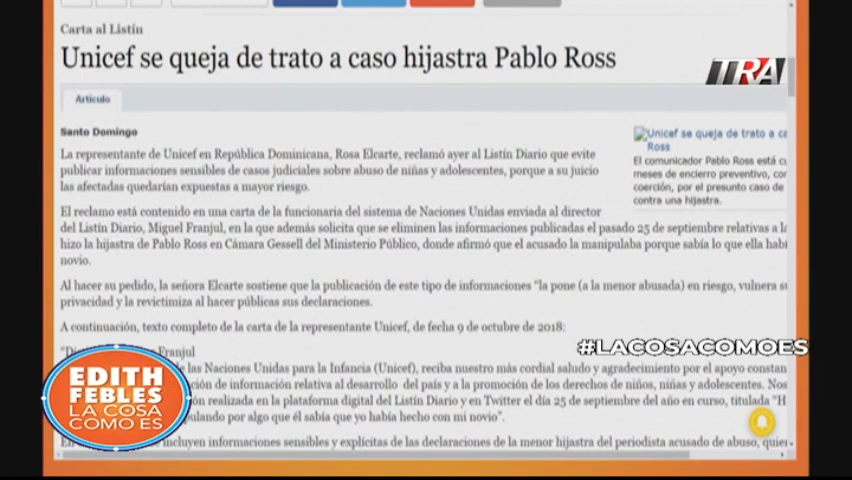 Carta al Listín
Unicef se queja de trato a caso hijastra Pablo Ross
TRA
Artículo
Santo Domingo
La representante de Unicef en República Dominicana, Rosa Elcarte, reclamó ayer al Listín Diario que evite
publicar informaciones sensibles de casos judiciales sobre abuso de niñas y adolescentes, porque a su juicio
las afectadas quedarían expuestas a mayor riesgo.
Unicef se queja de trato a ca
Ross
El comunicador Pablo Ross está cu
meses de encierro preventivo, cor
coerción, por el presunto caso de
contra una hijastra.
El reclamo está contenido en una carta de la funcionaria del sistema de Naciones Unidas enviada al director
del Listín Diario, Miguel Franjul, en la que además solicita que se eliminen las informaciones publicadas el pasado 25 de septiembre relativas a la
hizo la hijastra de Pablo Ross en Cámara Gessell del Ministerio Público, donde afirmó que el acusado la manipulaba porque sabía lo que ella habí
novio.
Al hacer su pedido, la señora Elcarte sostiene que la publicación de este tipo de informaciones "la pone (a la menor abusada) en riesgo, vulnera su
privacidad y la revictimiza al hacer públicas sus declaraciones.
A continuación, texto completo de la carta de la representante Unicef, de fecha 9 de octubre de 2018:
Franjul
#LACOSACOMOES
de las Naciones Unidas para la Infancia (Unicef), reciba nuestro más cordial saludo y agradecimiento por el apoyo constan
ción de información relativa al desarrollo del país y a la promoción de los derechos de niños, niñas y adolescentes. Nos
ón realizada en la plataforma digital del Listín Diario y en Twitter el día 25 de septiembre del año en curso, titulada "H
pulando por algo que él sabía que yo había hecho con mi novio".
incluyen informaciones sensibles y explícitas de las declaraciones de la menor hijastra del periodista acusado de abuso, quien
EDITH
FEBLES
LA COSA
COMO ES